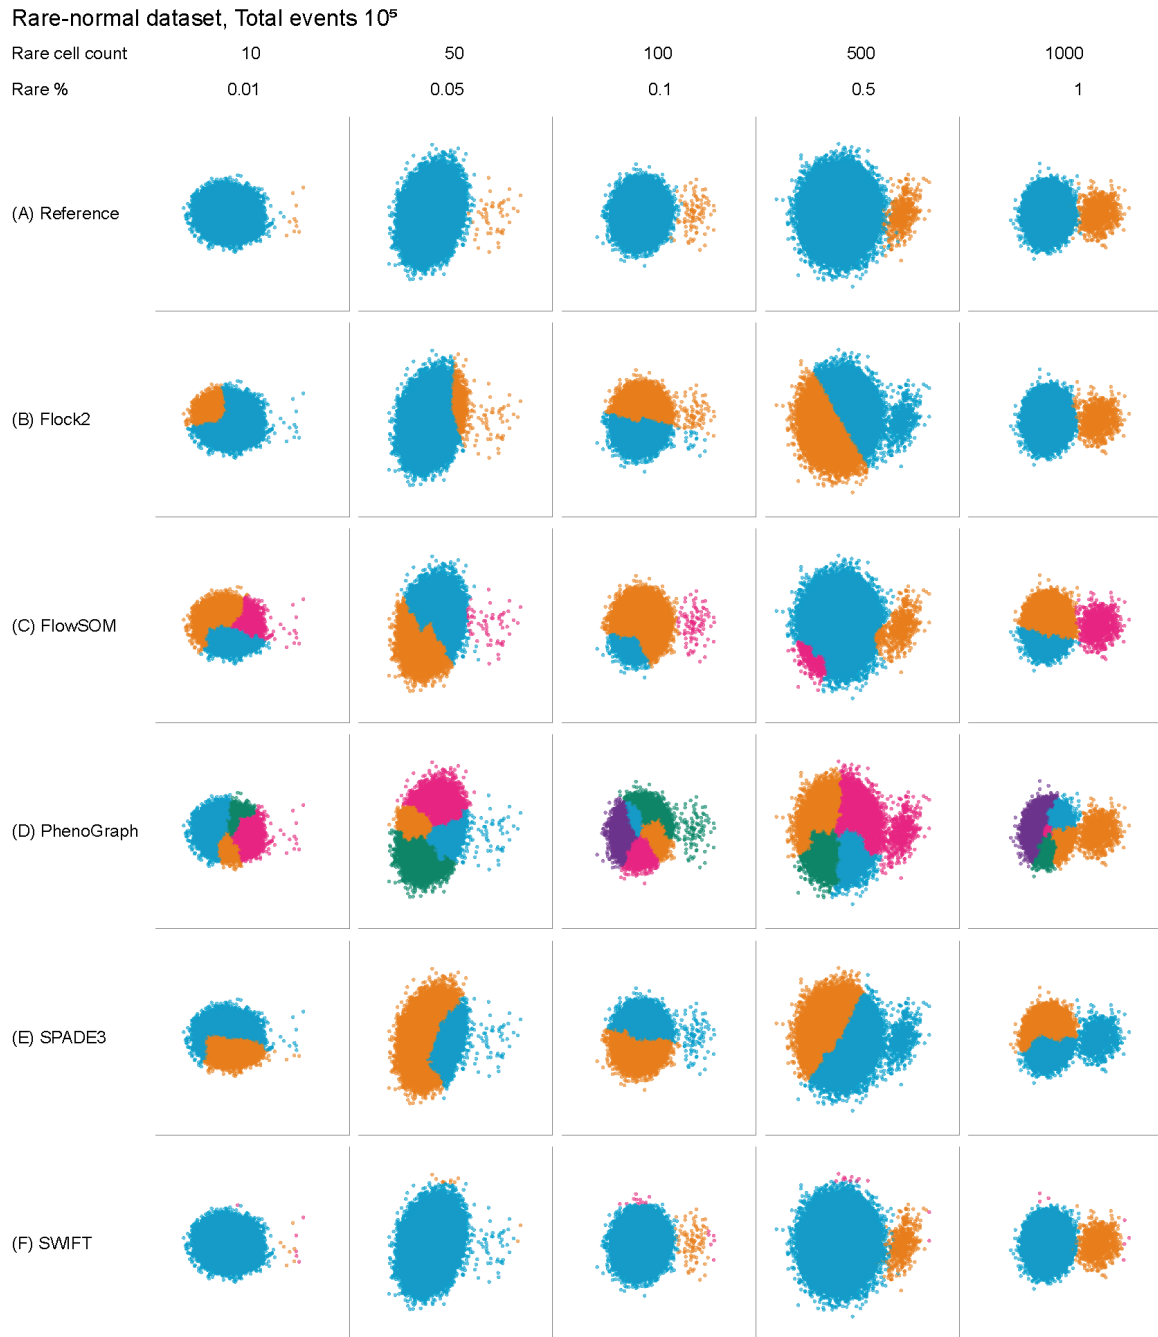 Rare-normal dataset, Total events 10⁵
Rare cell count 10 50 100 500 1000
Rare % 0.01 0.05 0.1 0.5 1
(A) Reference
(B) Flock2
(C) FlowSOM
(D) PhenoGraph
(E) SPADE3
(F) SWIFT